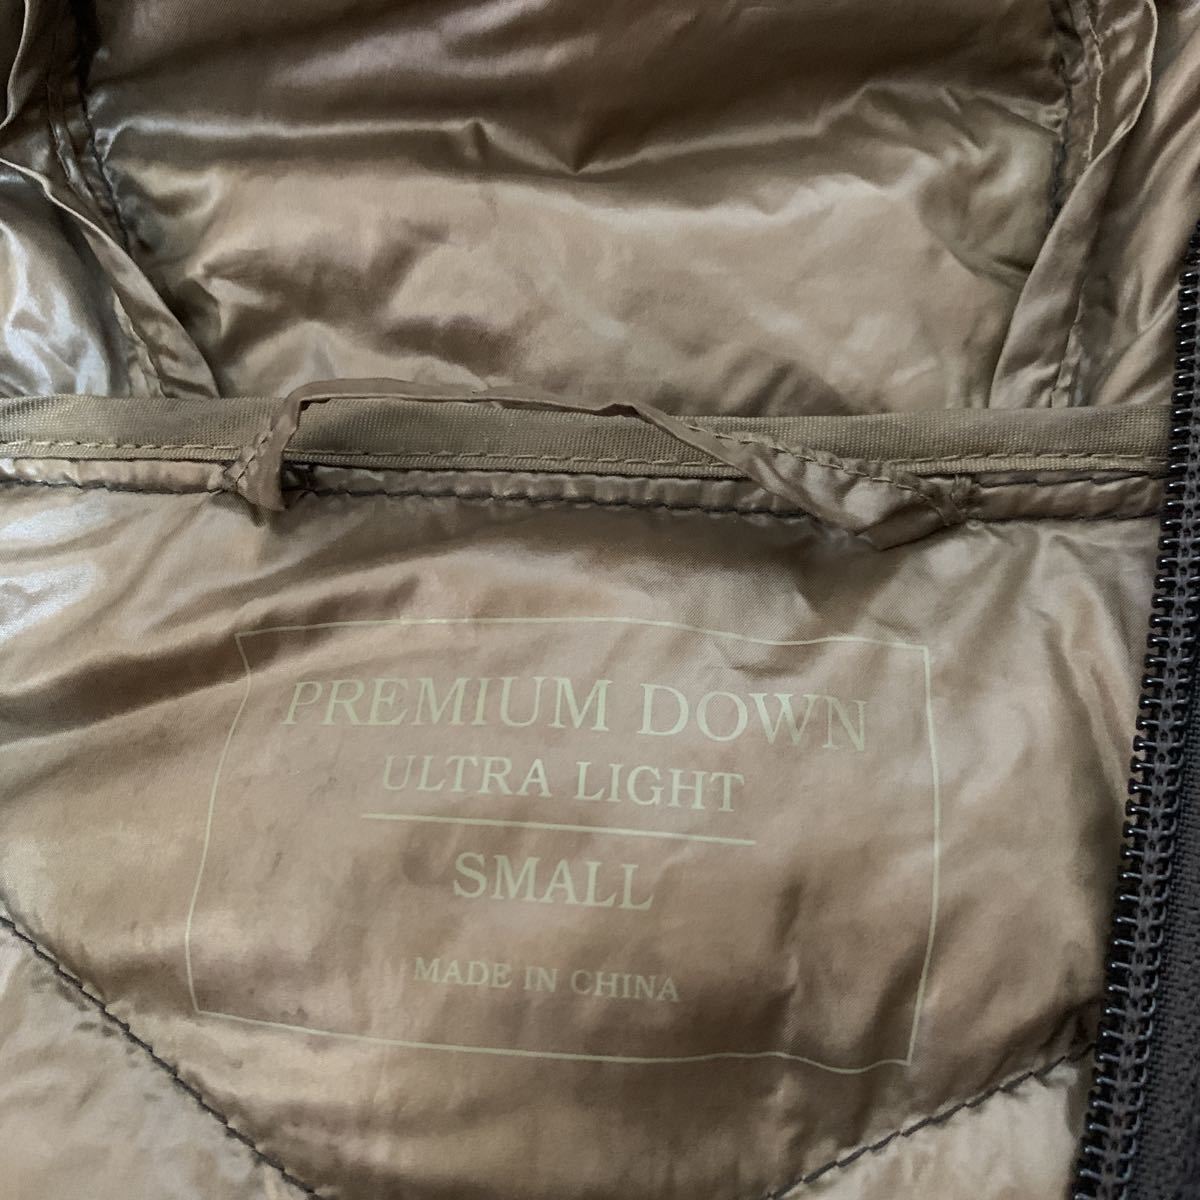 PREMIUM DOWN
ULTRA LIGHT
SMALL
MADE IN CHINA